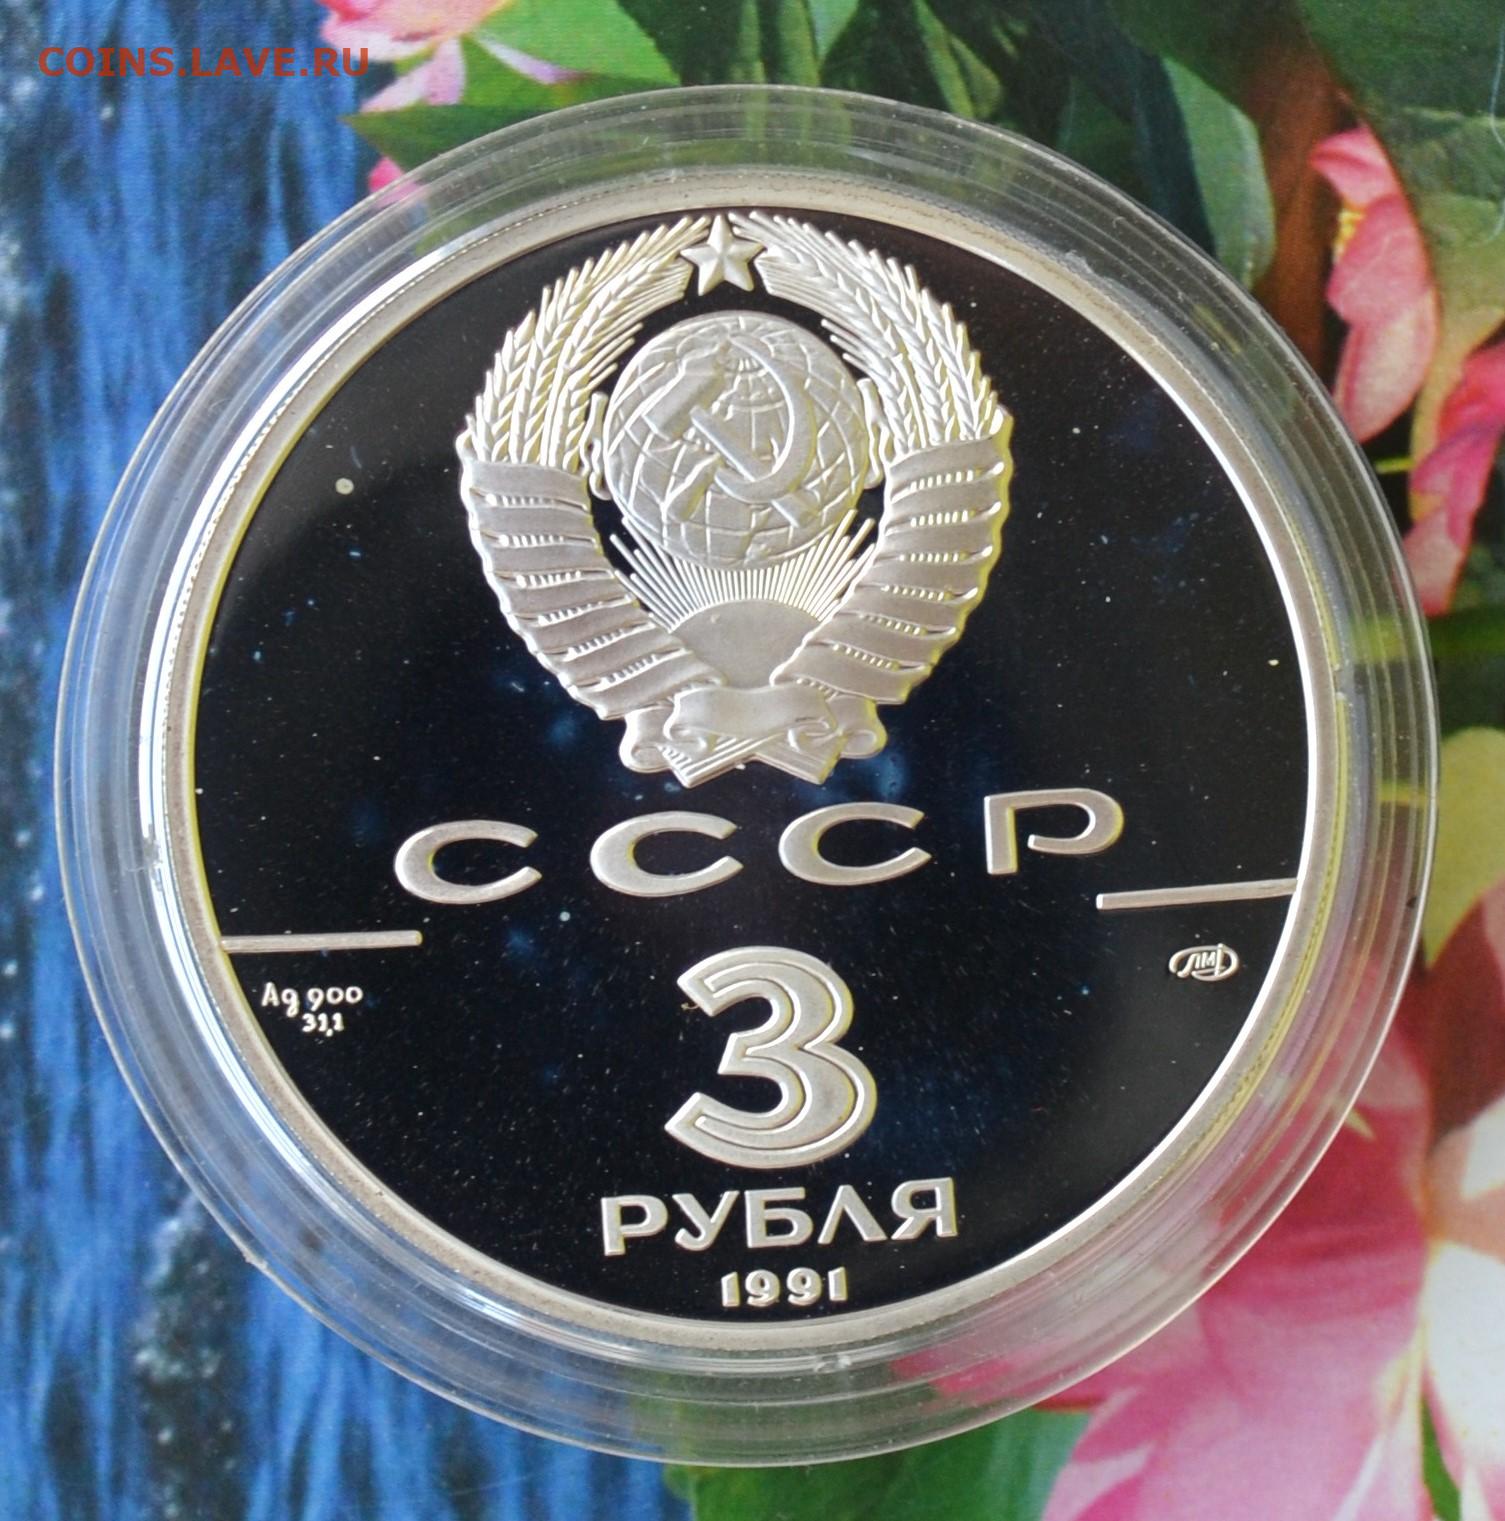 COINS.LAVE.RU
СССР
Ag 900
31,1
ЛМД
3
РУБЛЯ
1991